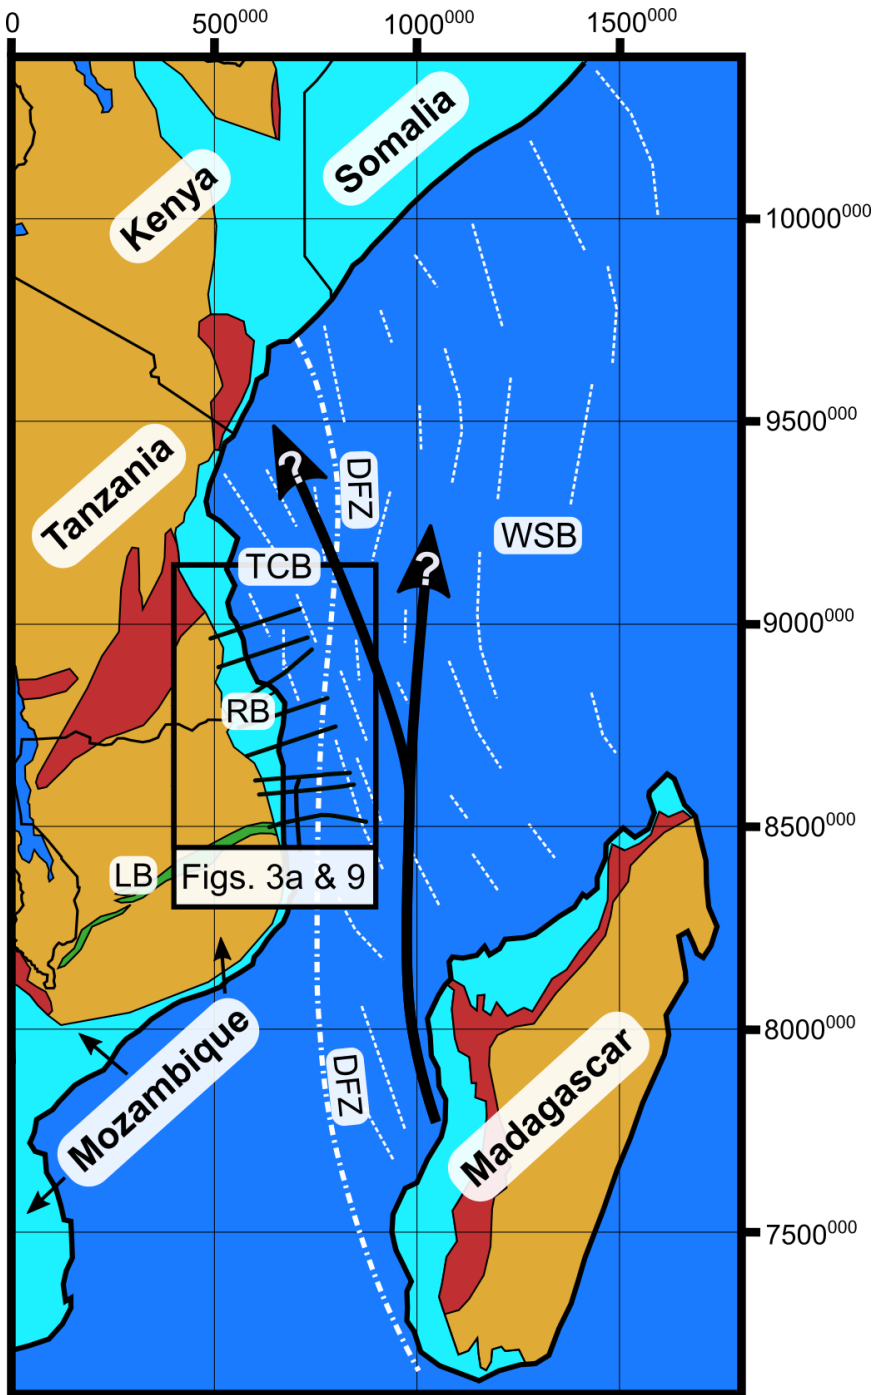 0
500000
1000000
1500000
Somalia
Kenya
10000000
9500000
Tanzania
?
DFZ
WSB
?
TCB
9000000
RB
8500000
LB
Figs. 3a & 9
8000000
Mozambique
DFZ
Madagascar
7500000